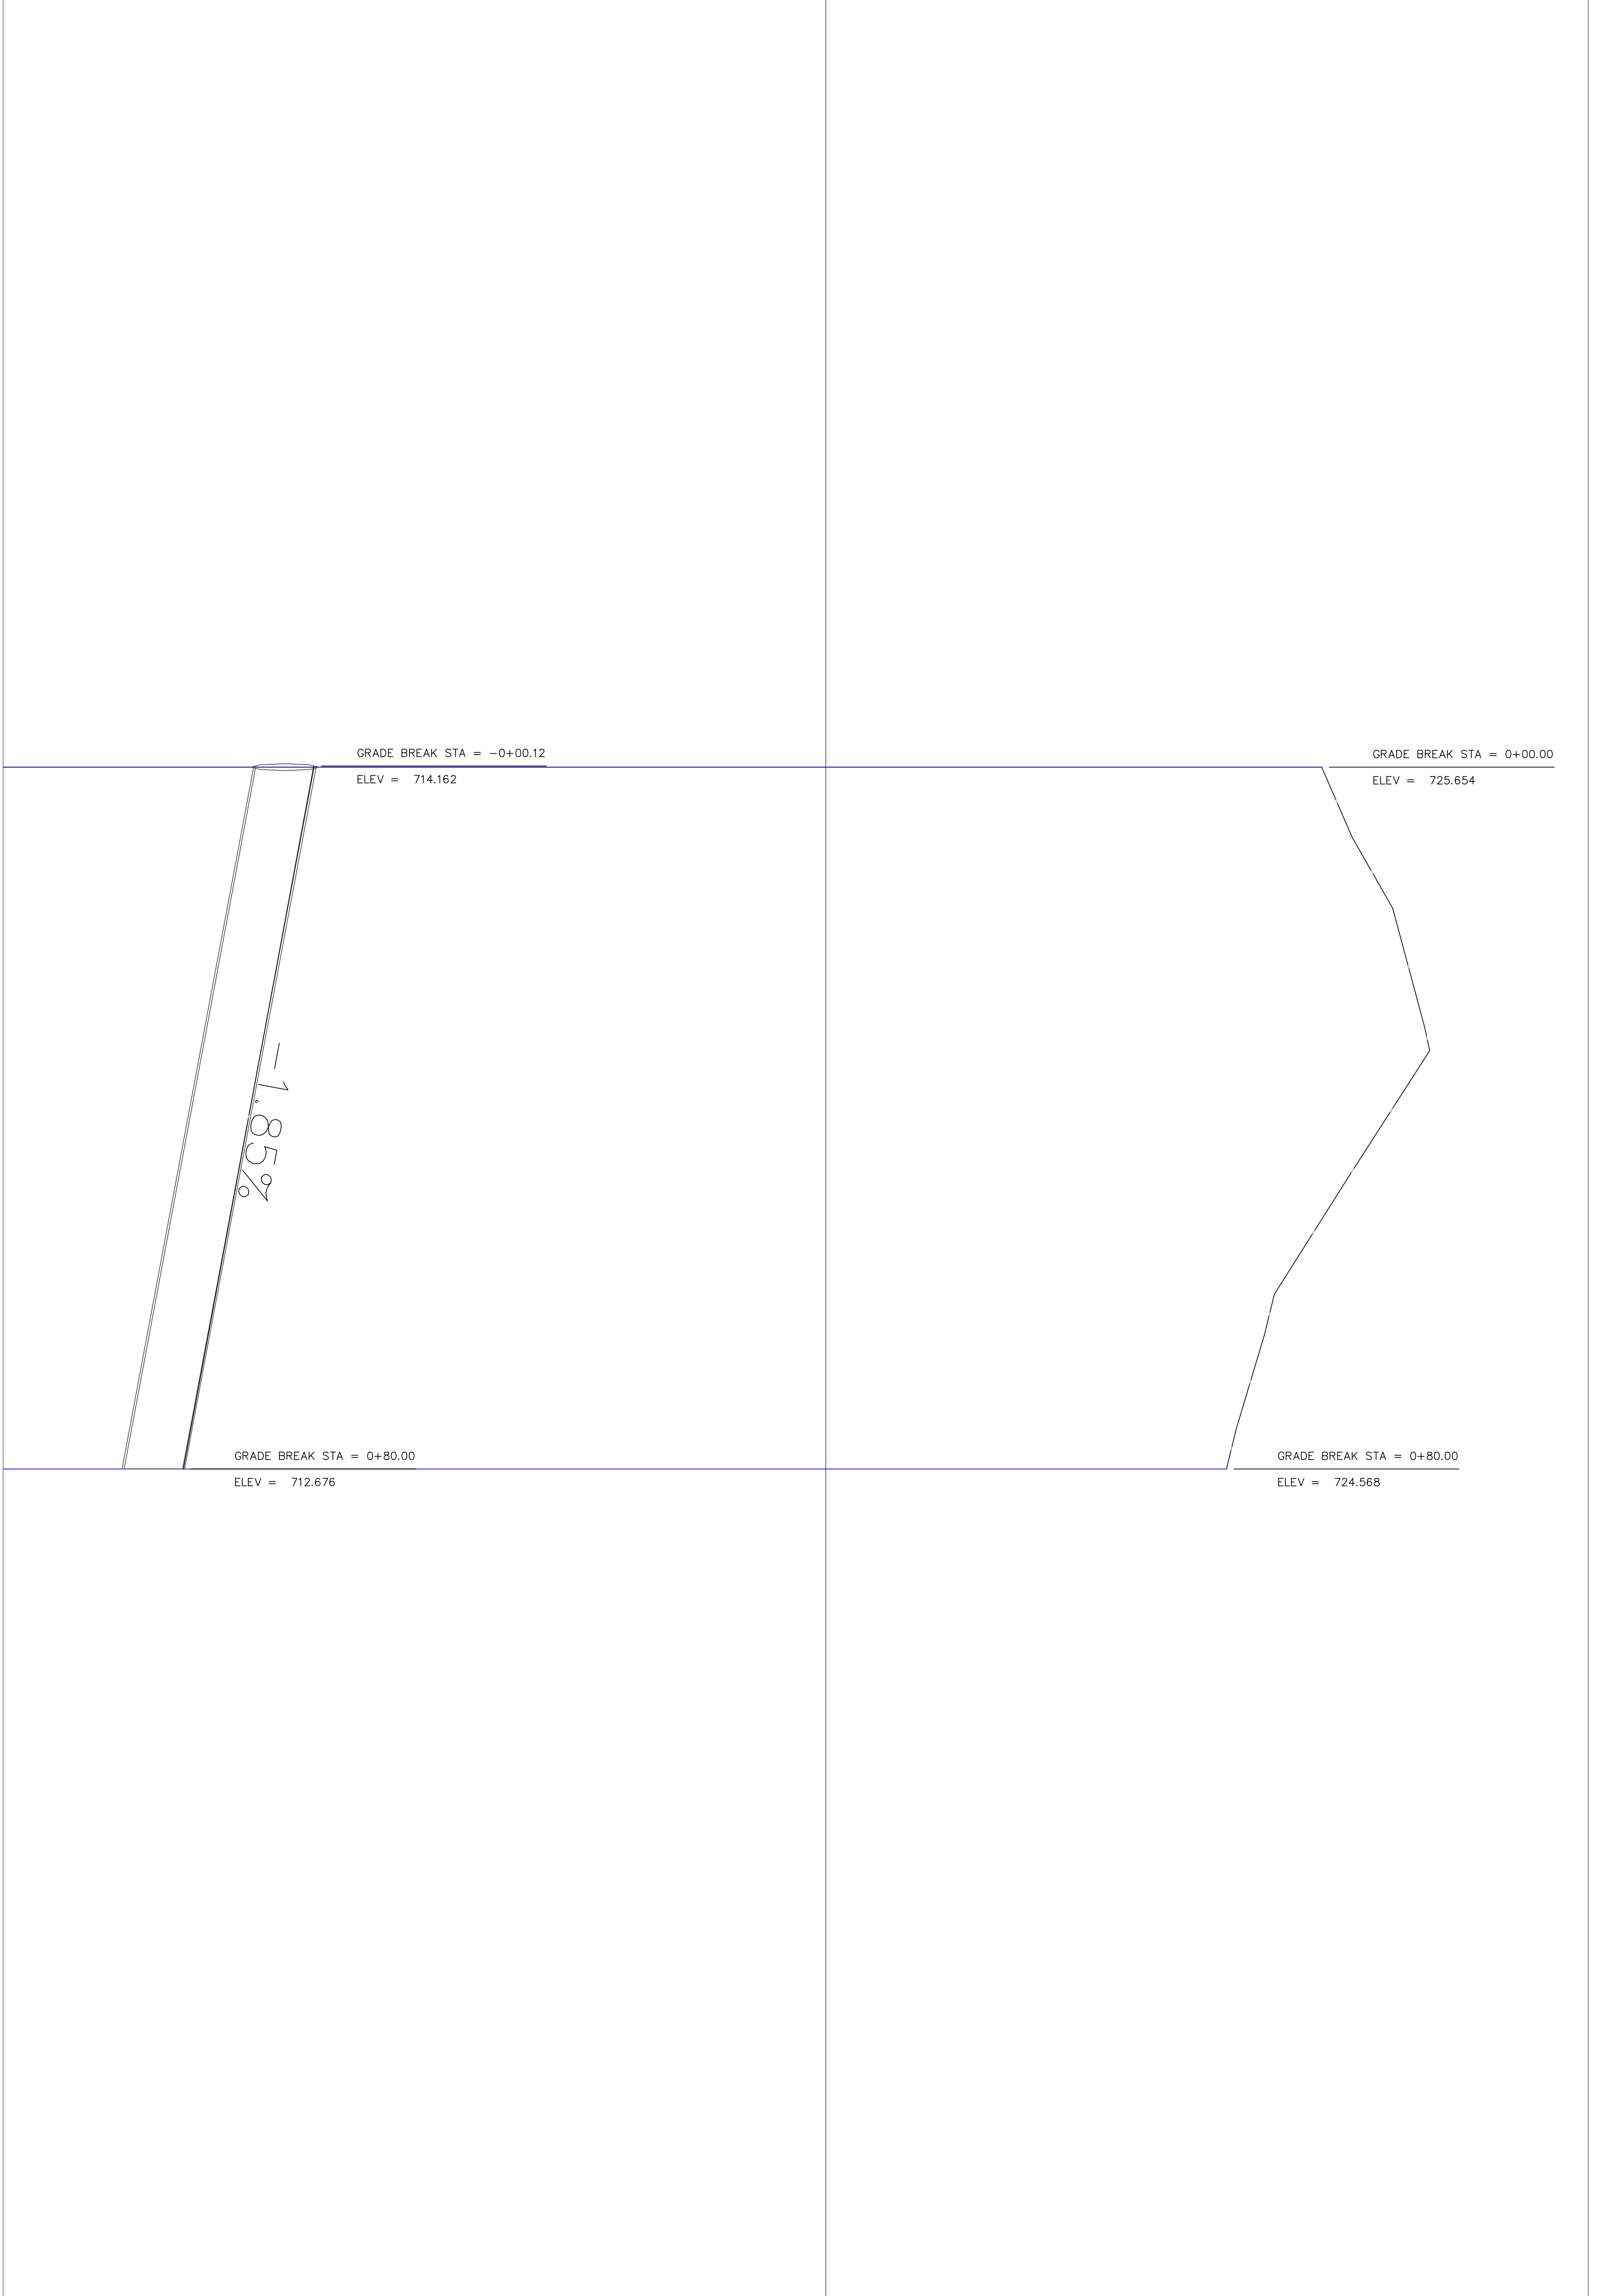 GRADE BREAK STA = -0+00.12
ELEV = 714.162
GRADE BREAK STA = 0+00.00
ELEV = 725.654
-1.85%
GRADE BREAK STA = 0+80.00
ELEV = 712.676
GRADE BREAK STA = 0+80.00
ELEV = 724.568